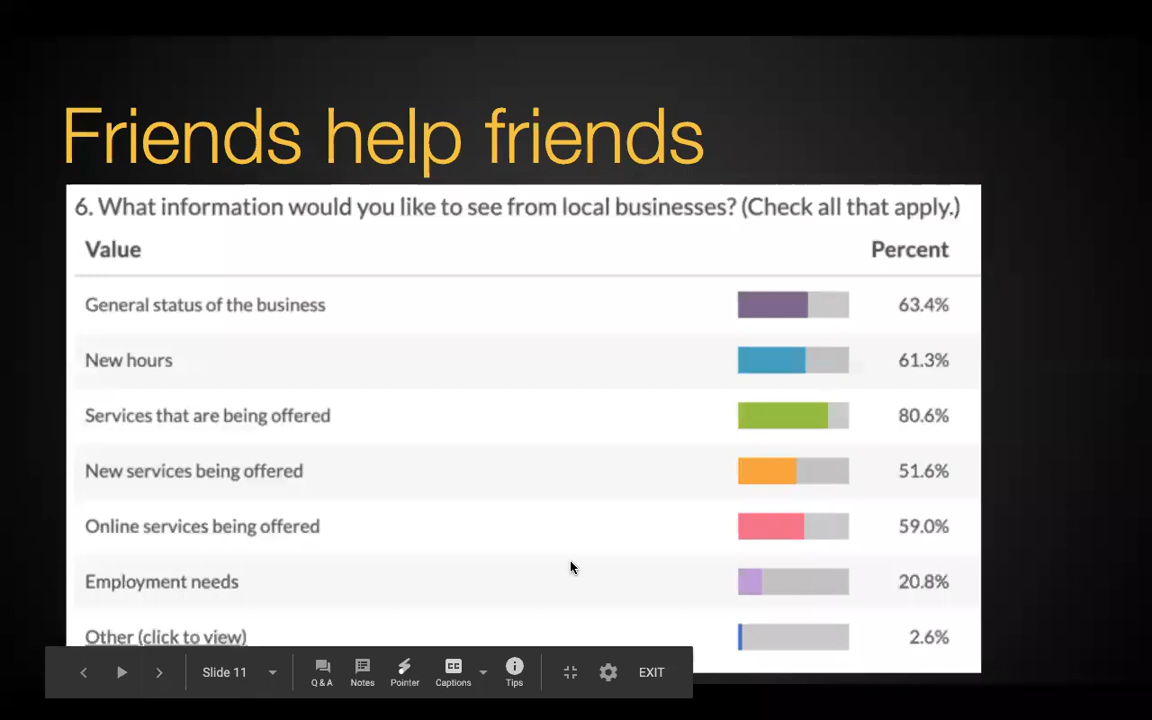 Friends help friends
6. What information would you like to see from local businesses? (Check all that apply.)
Value Percent
General status of the business 63.4%
New hours 61.3%
Services that are being offered 80.6%
New services being offered 51.6%
Online services being offered 59.0%
Employment needs 20.8%
Other (click to view) 2.6%
Slide 11 Q & A Notes Pointer CC Captions Tips EXIT